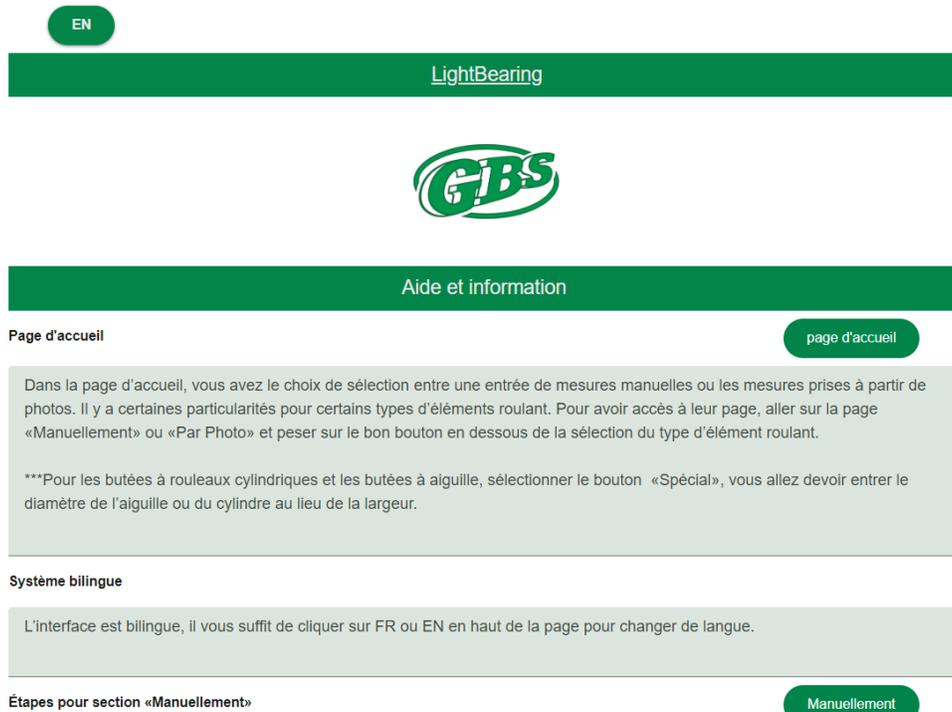 EN
LightBearing
GBS
Aide et information
Page d'accueil
page d'accueil
Dans la page d’accueil, vous avez le choix de sélection entre une entrée de mesures manuelles ou les mesures prises à partir de
photos. Il y a certaines particularités pour certains types d’éléments roulant. Pour avoir accès à leur page, aller sur la page
«Manuellement» ou «Par Photo» et peser sur le bon bouton en dessous de la sélection du type d’élément roulant.
***Pour les butées à rouleaux cylindriques et les butées à aiguille, sélectionner le bouton «Spécial», vous allez devoir entrer le
diamètre de l’aiguille ou du cylindre au lieu de la largeur.
Système bilingue
L’interface est bilingue, il vous suffit de cliquer sur FR ou EN en haut de la page pour changer de langue.
Étapes pour section «Manuellement»
Manuellement